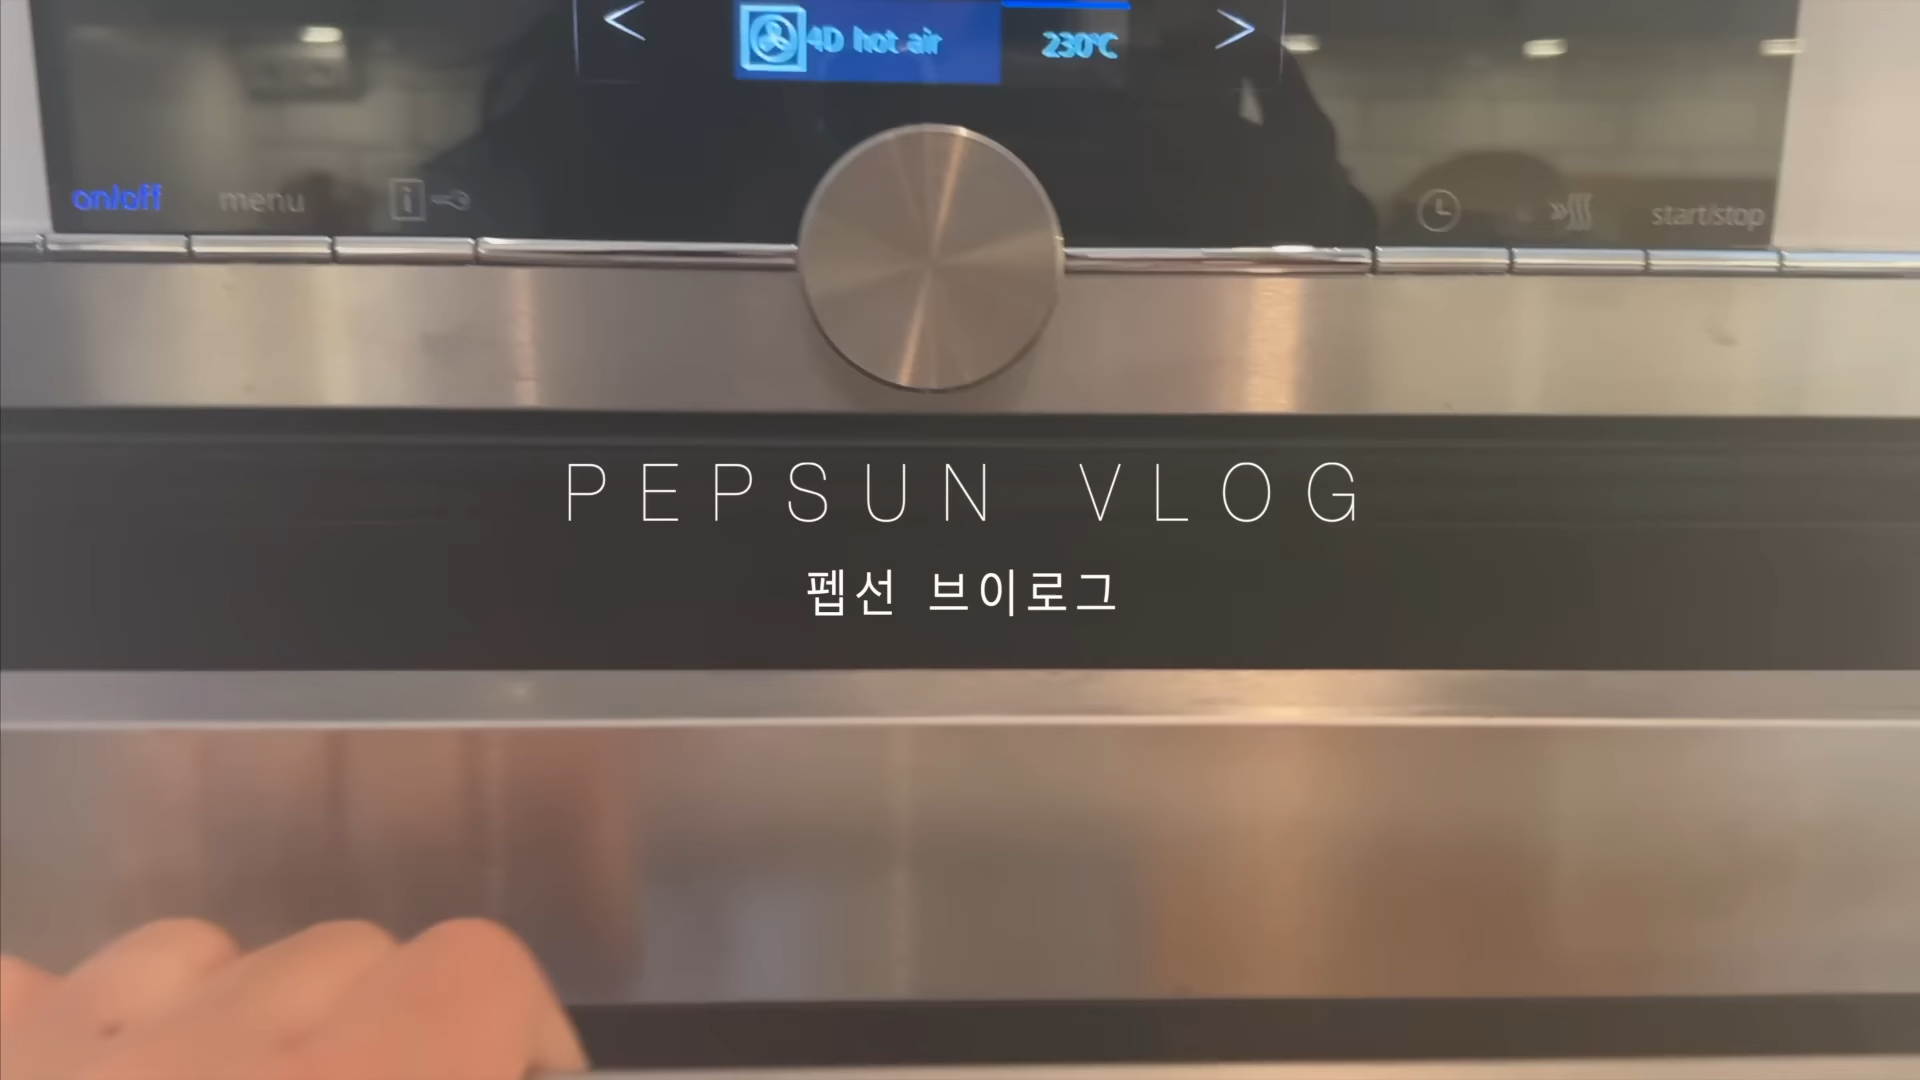 4D hot air 230°C
on/off menu i start/stop
PEPSUN VLOG
펩선 브이로그